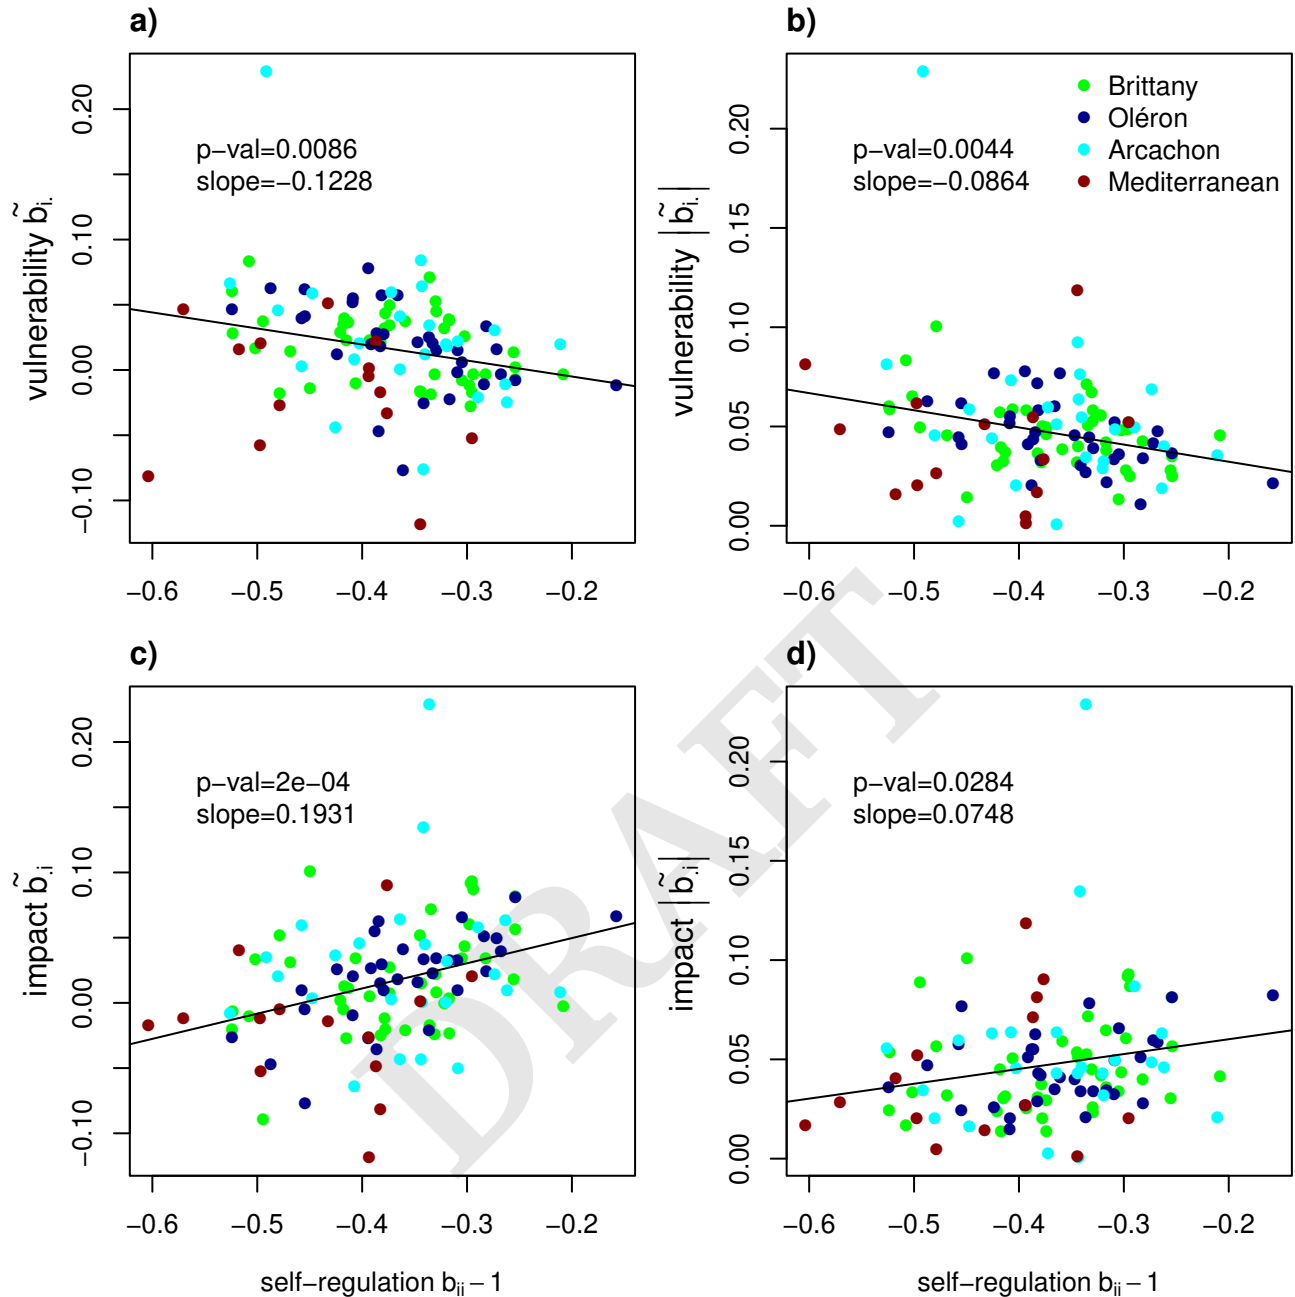 a)
vulnerability b̃i.
0.20
0.10
0.00
−0.10
p−val=0.0086
slope=−0.1228
−0.6 −0.5 −0.4 −0.3 −0.2
b)
vulnerability |b̃i.|
0.20
0.15
0.10
0.05
0.00
p−val=0.0044
slope=−0.0864
Brittany
Oléron
Arcachon
Mediterranean
−0.6 −0.5 −0.4 −0.3 −0.2
c)
impact b̃.i
0.20
0.10
0.00
−0.10
p−val=2e−04
slope=0.1931
−0.6 −0.5 −0.4 −0.3 −0.2
self−regulation bii − 1
d)
impact |b̃.i|
0.20
0.15
0.10
0.05
0.00
p−val=0.0284
slope=0.0748
−0.6 −0.5 −0.4 −0.3 −0.2
self−regulation bii − 1
DRAFT